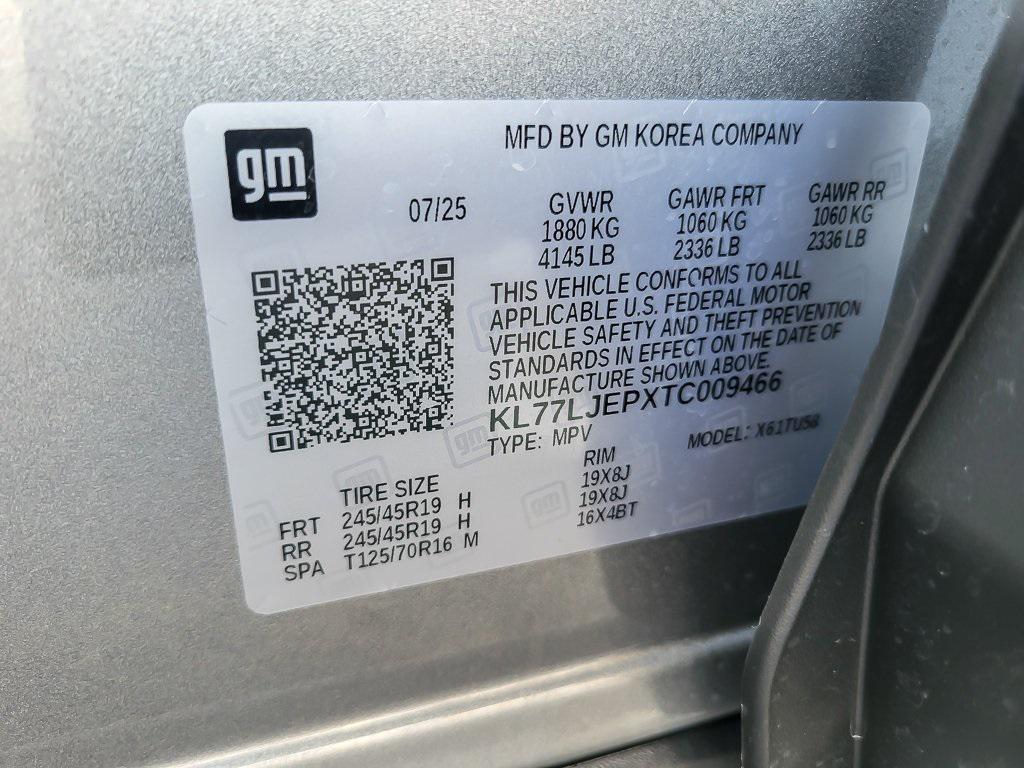 gm
MFD BY GM KOREA COMPANY
07/25
GVWR
1880 KG
4145 LB
GAWR FRT
1060 KG
2336 LB
GAWR RR
1060 KG
2336 LB
THIS VEHICLE CONFORMS TO ALL
APPLICABLE U.S. FEDERAL MOTOR
VEHICLE SAFETY AND THEFT PREVENTION
STANDARDS IN EFFECT ON THE DATE OF
MANUFACTURE SHOWN ABOVE.
KL77LJEPXTC009466
TYPE: MPV
MODEL: X61TU58
TIRE SIZE
RIM
FRT 245/45R19 H 19X8J
RR 245/45R19 H 19X8J
SPA T125/70R16 M 16X4BT